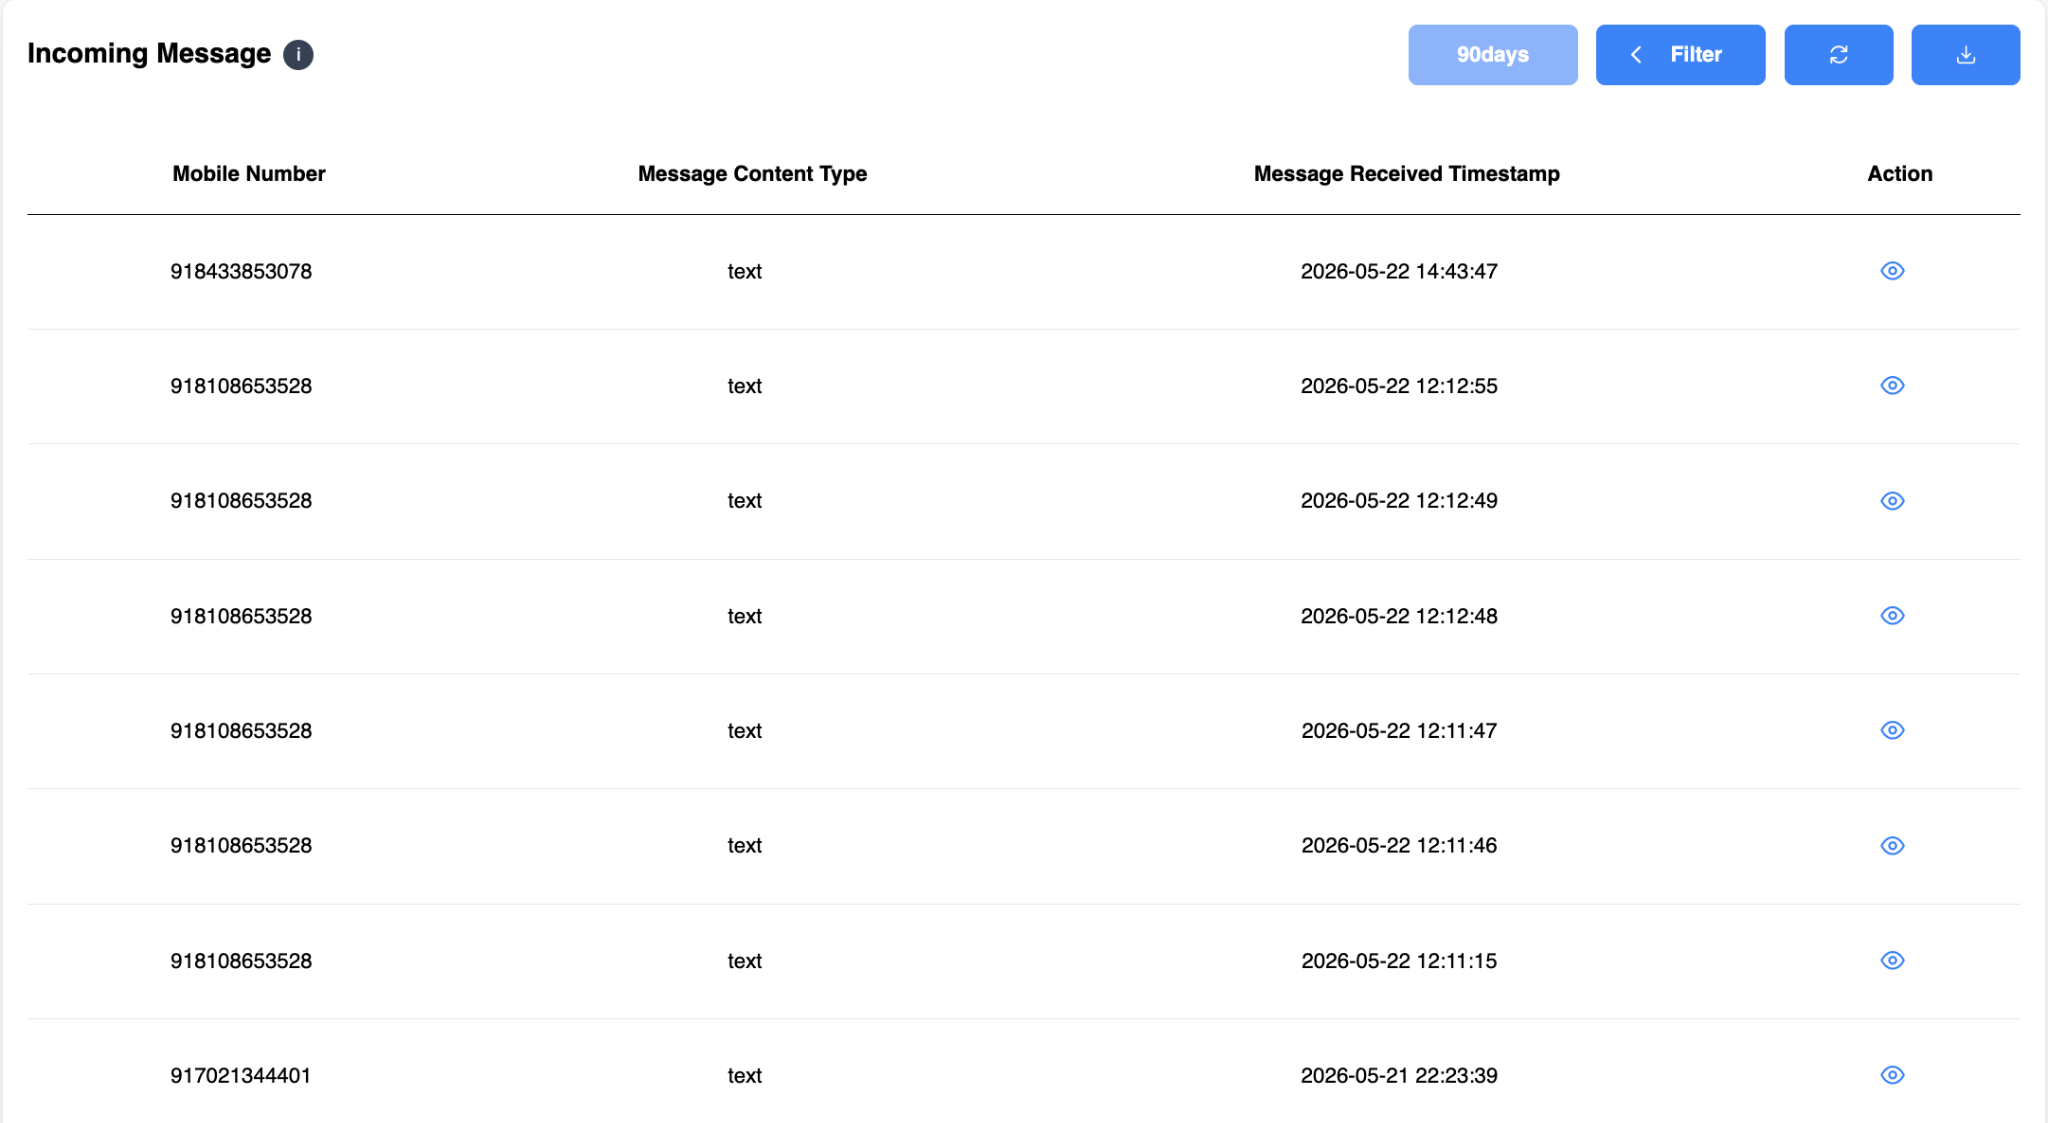 Incoming Message i 90days Filter
Mobile Number Message Content Type Message Received Timestamp Action
918433853078 text 2026-05-22 14:43:47
918108653528 text 2026-05-22 12:12:55
918108653528 text 2026-05-22 12:12:49
918108653528 text 2026-05-22 12:12:48
918108653528 text 2026-05-22 12:11:47
918108653528 text 2026-05-22 12:11:46
918108653528 text 2026-05-22 12:11:15
917021344401 text 2026-05-21 22:23:39